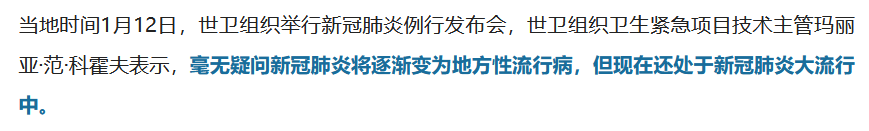 当地时间1月12日，世卫组织举行新冠肺炎例行发布会，世卫组织卫生紧急项目技术主管玛丽
亚·范·科霍夫表示，毫无疑问新冠肺炎将逐渐变为地方性流行病，但现在还处于新冠肺炎大流行
中。